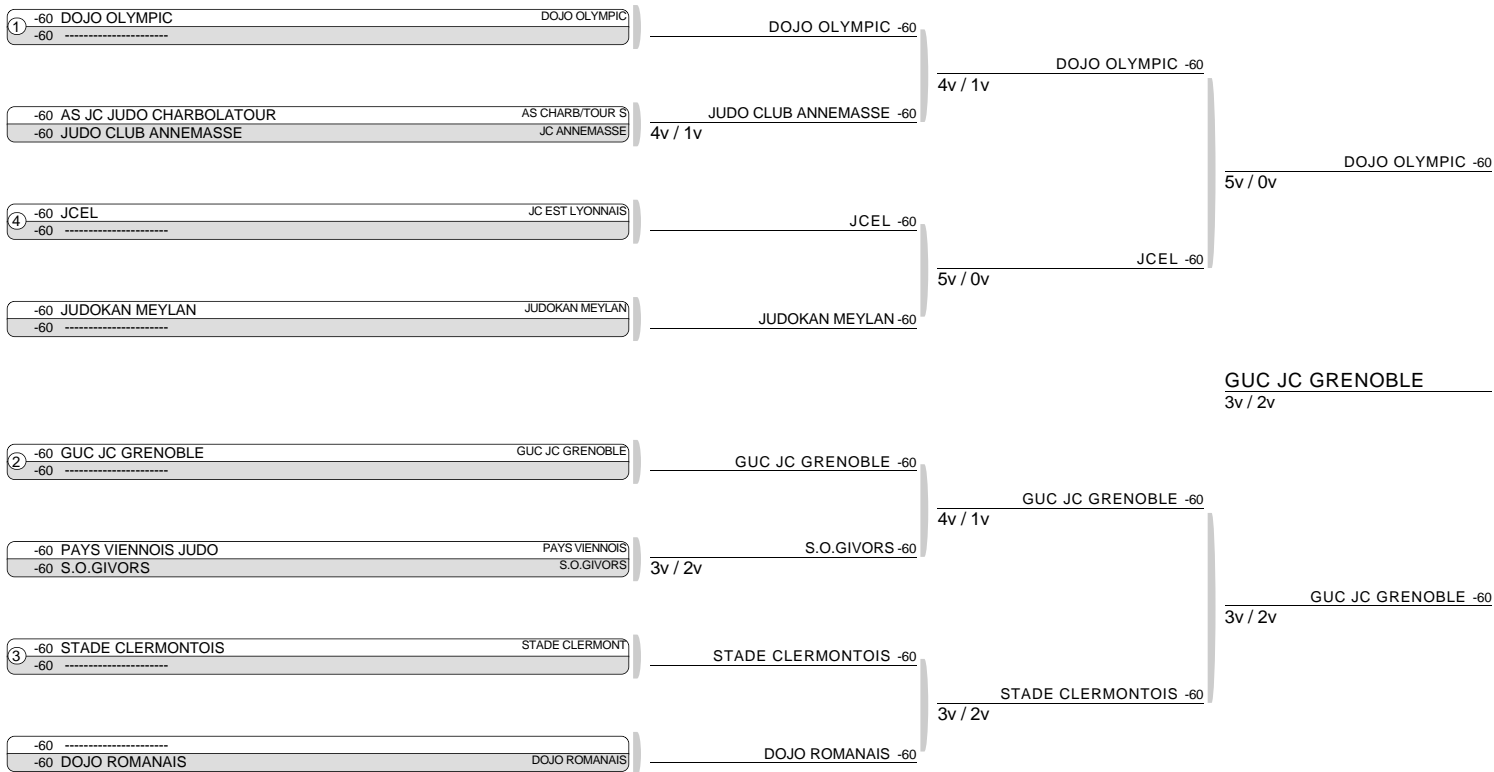 1 -60 DOJO OLYMPIC DOJO OLYMPIC
-60 ----------------------
-60 AS JC JUDO CHARBOLATOUR AS CHARB/TOUR S
-60 JUDO CLUB ANNEMASSE JC ANNEMASSE
4 -60 JCEL JC EST LYONNAIS
-60 ----------------------
-60 JUDOKAN MEYLAN JUDOKAN MEYLAN
-60 ----------------------
2 -60 GUC JC GRENOBLE GUC JC GRENOBLE
-60 ----------------------
-60 PAYS VIENNOIS JUDO PAYS VIENNOIS
-60 S.O.GIVORS S.O.GIVORS
3 -60 STADE CLERMONTOIS STADE CLERMONT
-60 ----------------------
-60 ----------------------
-60 DOJO ROMANAIS DOJO ROMANAIS
DOJO OLYMPIC -60
JUDO CLUB ANNEMASSE -60
4v / 1v
JCEL -60
JUDOKAN MEYLAN -60
GUC JC GRENOBLE -60
S.O.GIVORS -60
3v / 2v
STADE CLERMONTOIS -60
DOJO ROMANAIS -60
DOJO OLYMPIC -60
4v / 1v
JCEL -60
5v / 0v
GUC JC GRENOBLE -60
4v / 1v
STADE CLERMONTOIS -60
3v / 2v
DOJO OLYMPIC -60
5v / 0v
GUC JC GRENOBLE
3v / 2v
GUC JC GRENOBLE -60
3v / 2v